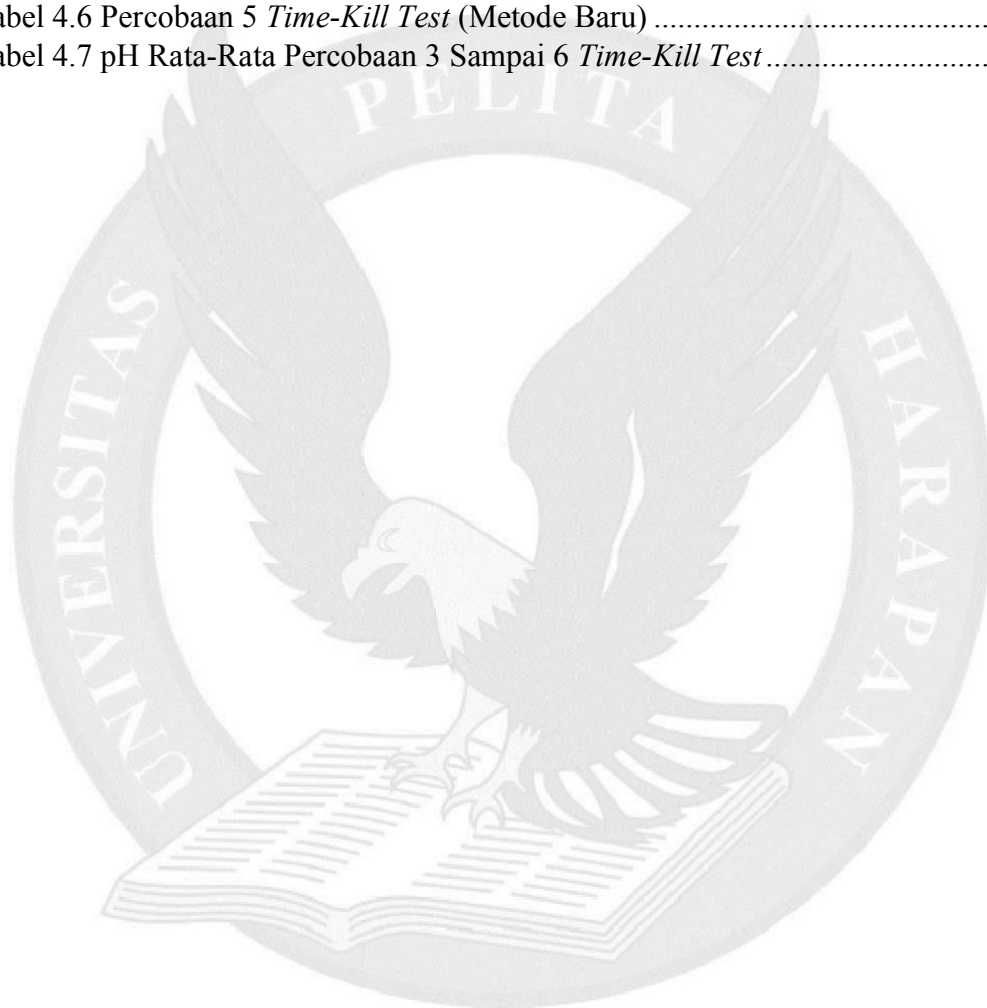 abel 4.6 Percobaan 5 Time-Kill Test (Metode Baru) ........................................
abel 4.7 pH Rata-Rata Percobaan 3 Sampai 6 Time-Kill Test ...........................
UNIVERSITAS PELITA HARAPAN